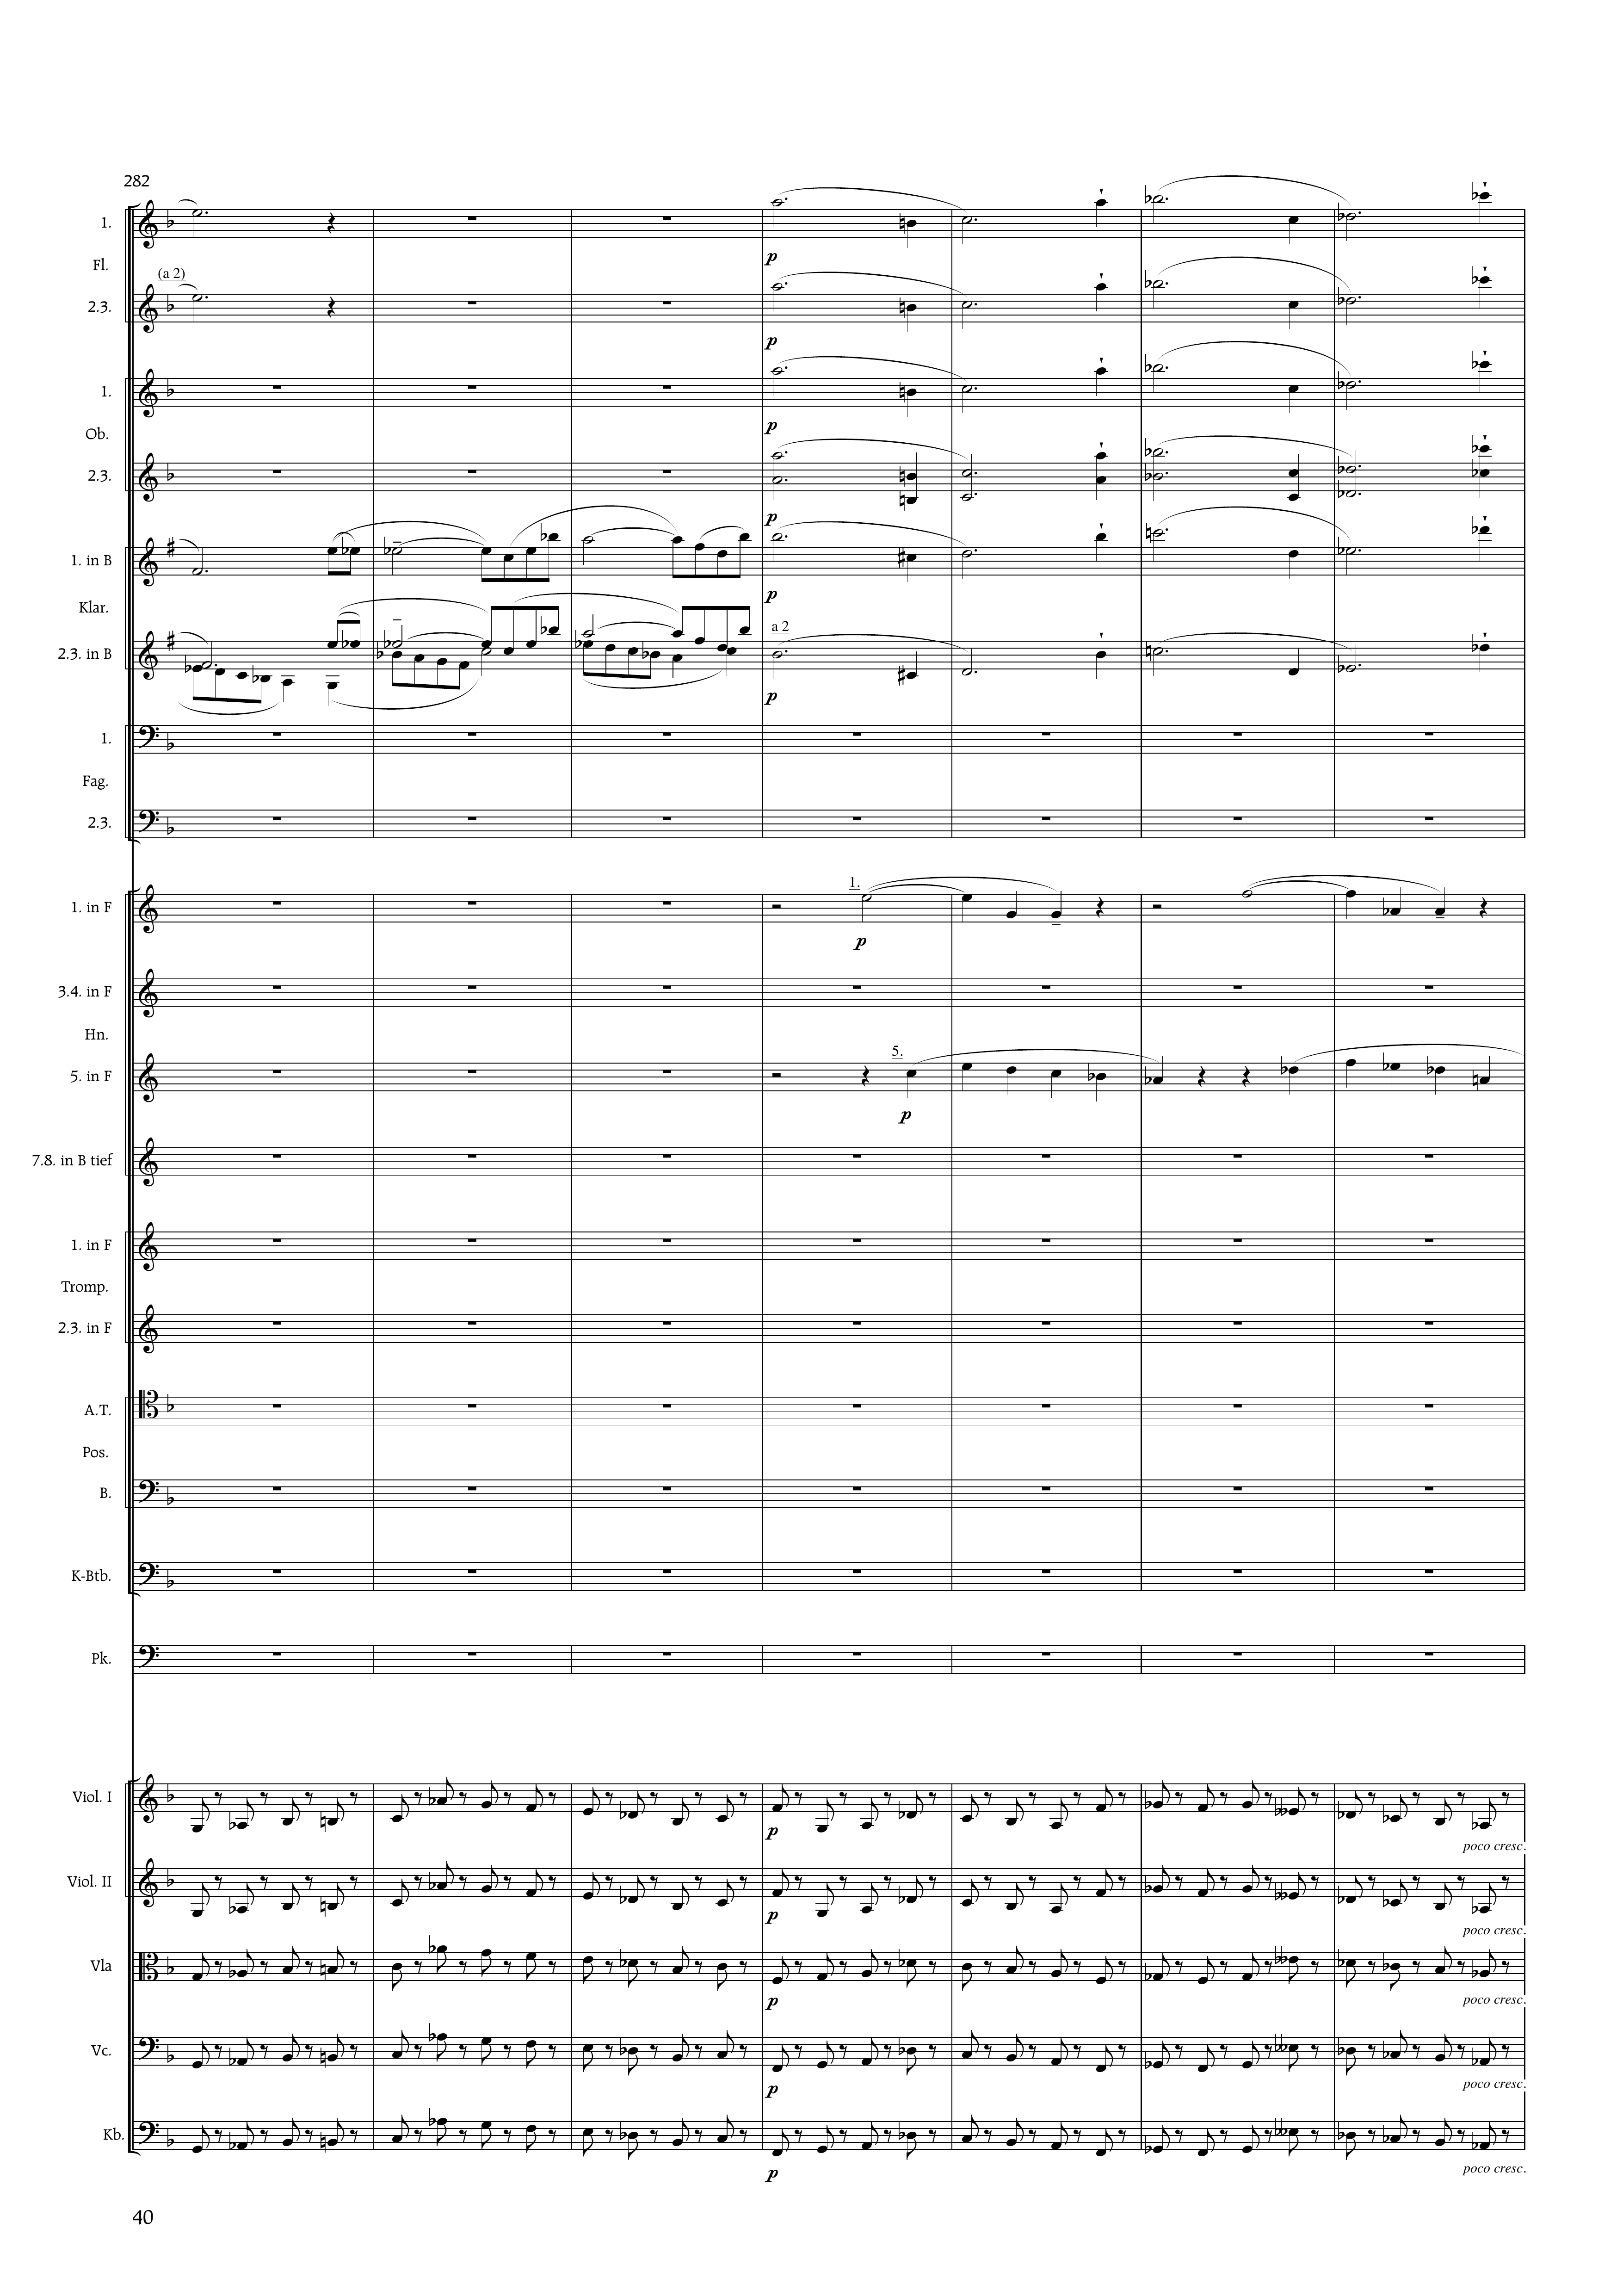 282
1.
Fl.
(a 2)
2.3.
p
p
1.
Ob.
p
2.3.
p
1. in B
p
Klar.
a 2
2.3. in B
p
1.
Fag.
2.3.
1.
1. in F
p
3.4. in F
Hn.
5.
5. in F
p
7.8. in B tief
1. in F
Tromp.
2.3. in F
A.T.
Pos.
B.
K-Btb.
Pk.
Viol. I
p
poco cresc.
Viol. II
p
poco cresc.
Vla
p
poco cresc.
Vc.
p
poco cresc.
Kb.
p
poco cresc.
40